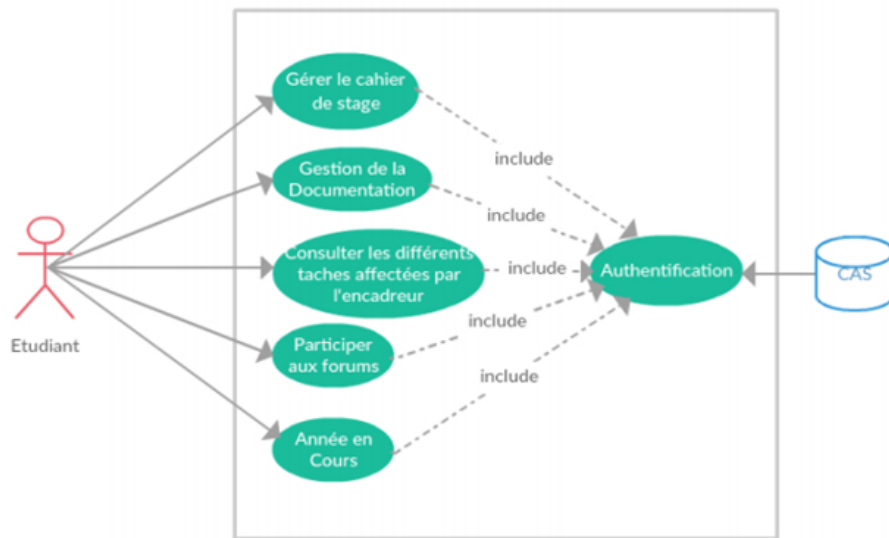 Gérer le cahier
de stage
include
Gestion de la
Documentation
include
Consulter les différents
taches affectées par
l'encadreur
include
Authentification
CAS
Etudiant
Participer
aux forums
include
include
Année en
Cours